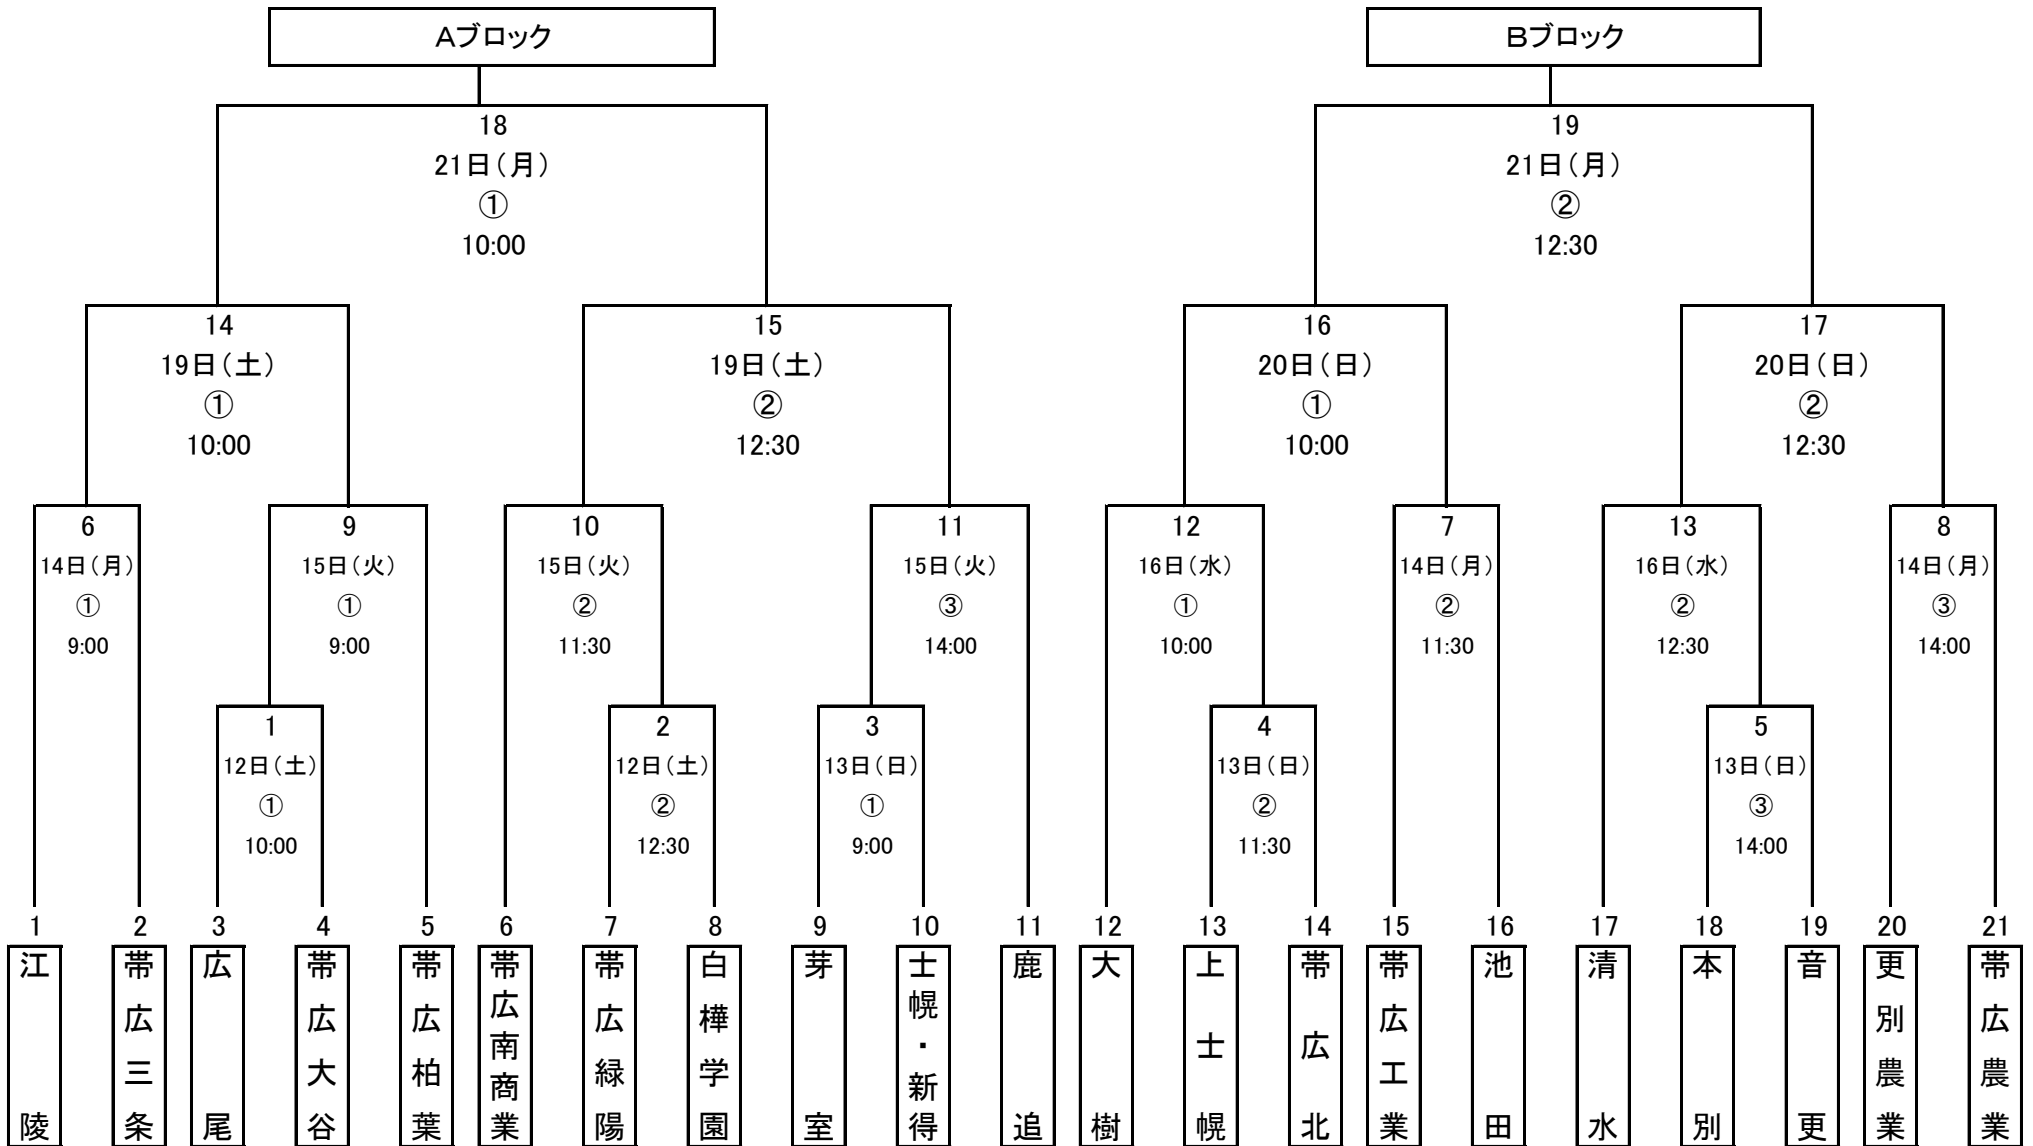 Aブロック
Bブロック
18
21日(月)
①
10:00
19
21日(月)
②
12:30
14
19日(土)
①
10:00
15
19日(土)
②
12:30
16
20日(日)
①
10:00
17
20日(日)
②
12:30
6
14日(月)
①
9:00
9
15日(火)
①
9:00
10
15日(火)
②
11:30
11
15日(火)
③
14:00
12
16日(水)
①
10:00
7
14日(月)
②
11:30
13
16日(水)
②
12:30
8
14日(月)
③
14:00
1
12日(土)
①
10:00
2
12日(土)
②
12:30
3
13日(日)
①
9:00
4
13日(日)
②
11:30
5
13日(日)
③
14:00
1
江陵
2
帯広三条
3
広尾
4
帯広大谷
5
帯広柏葉
6
帯広南商業
7
帯広緑陽
8
白樺学園
9
芽室
10
士幌・新得
11
鹿追
12
大樹
13
上士幌
14
帯広北
15
帯広工業
16
池田
17
清水
18
本別
19
音更
20
更別農業
21
帯広農業